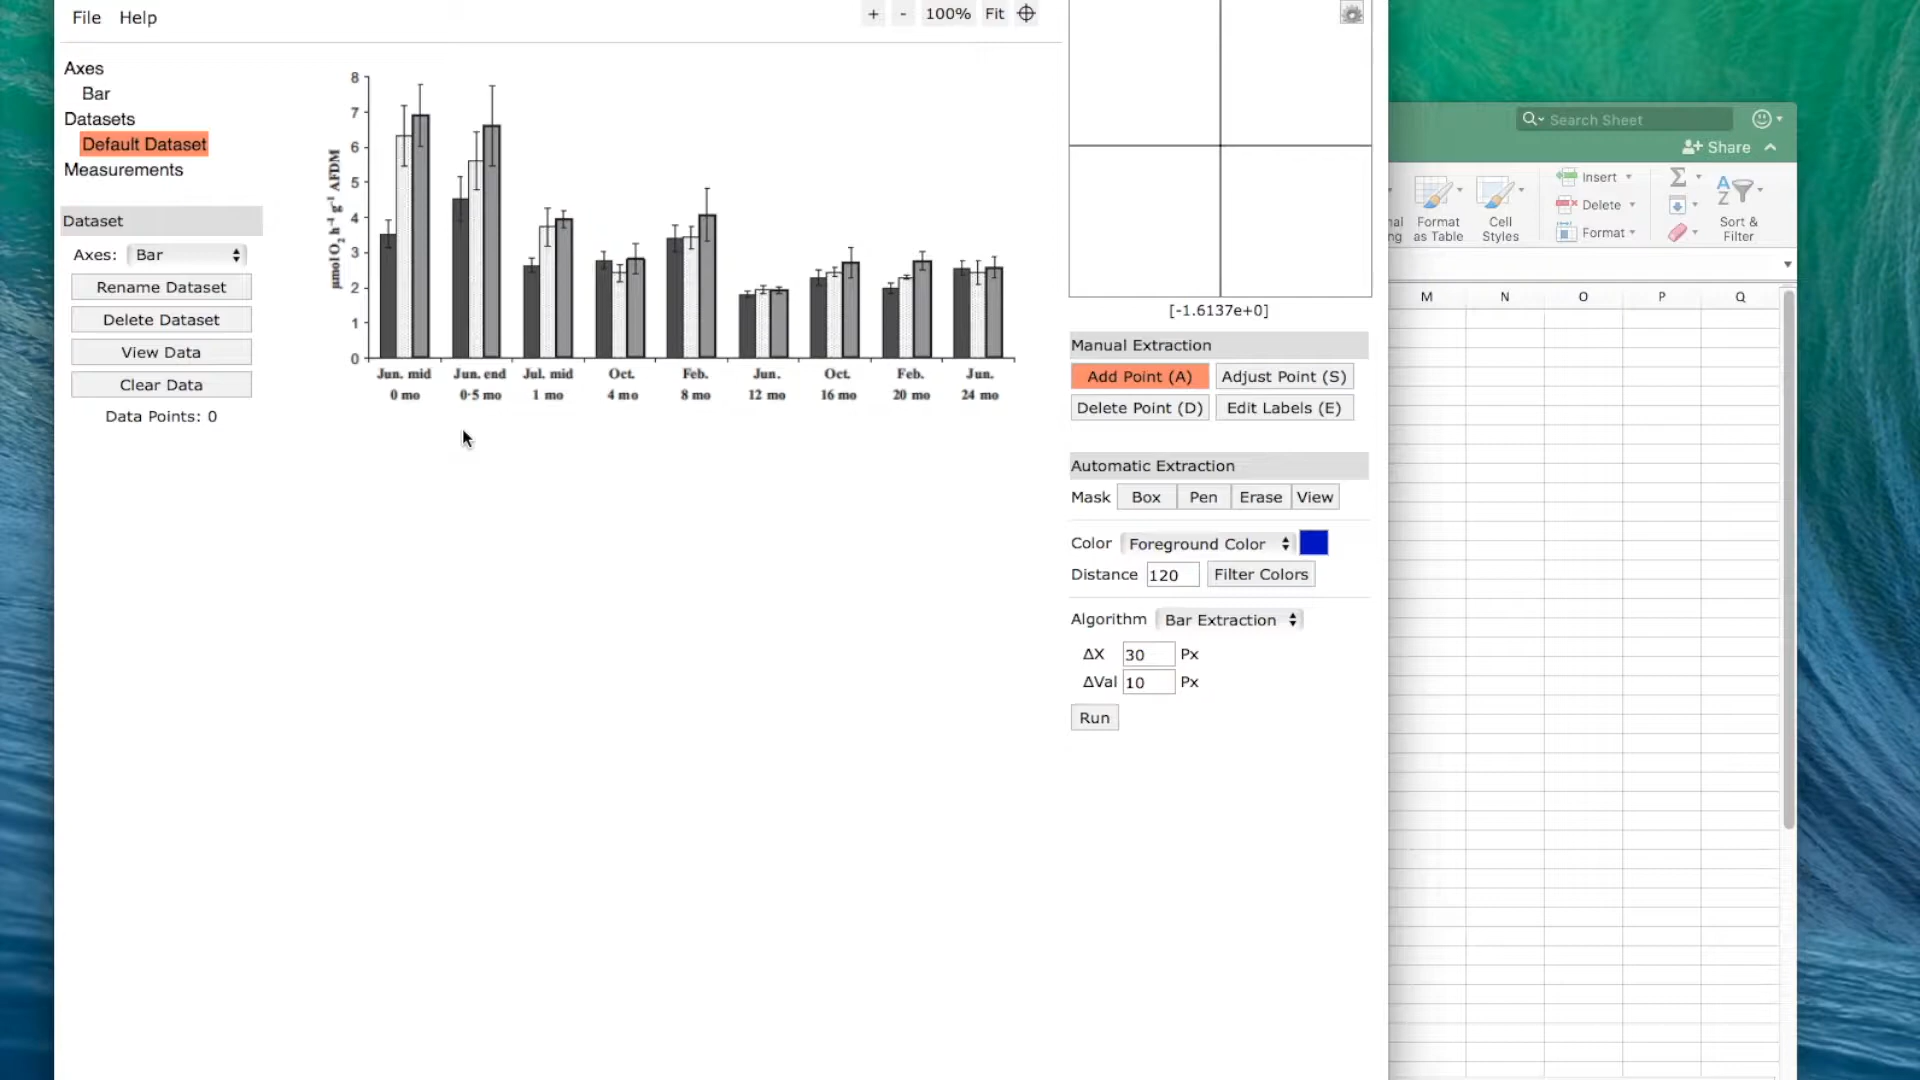 File Help
+ - 100% Fit
Axes
Bar
Datasets
Default Dataset
Measurements
Dataset
Axes: Bar
Rename Dataset
Delete Dataset
View Data
Clear Data
Data Points: 0
µmol O2 h⁻¹ g⁻¹ AFDM
8
7
6
5
4
3
2
1
0
Jun. mid Jun. end Jul. mid Oct. Feb. Jun. Oct. Feb. Jun.
0 mo 0·5 mo 1 mo 4 mo 8 mo 12 mo 16 mo 20 mo 24 mo
[-1.6137e+0]
Manual Extraction
Add Point (A) Adjust Point (S)
Delete Point (D) Edit Labels (E)
Automatic Extraction
Mask Box Pen Erase View
Color Foreground Color
Distance 120 Filter Colors
Algorithm Bar Extraction
ΔX 30 Px
ΔVal 10 Px
Run
Search Sheet
Share
nal Format Cell Insert Sort &
ng as Table Styles Delete Filter
Format
A
Z
M N O P Q